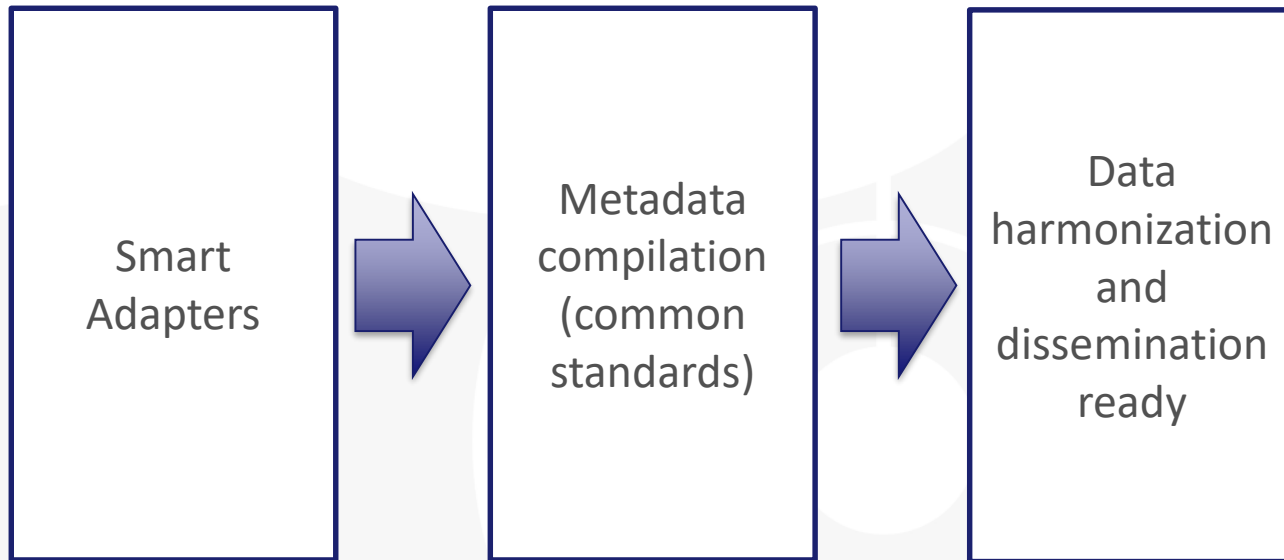 Smart
Adapters
Metadata
compilation
(common
standards)
Data
harmonization
and
dissemination
ready